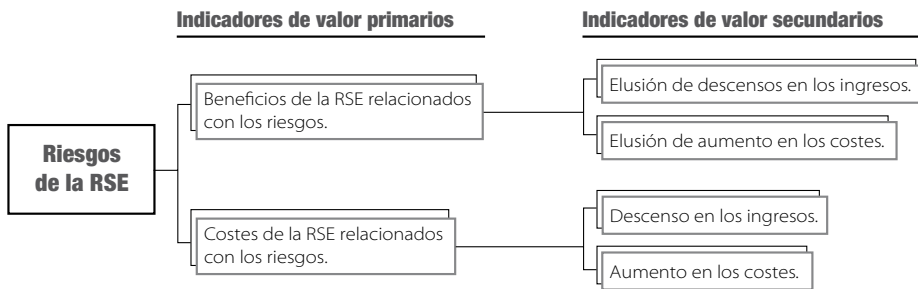 Indicadores de valor primarios
Indicadores de valor secundarios
Riesgos
de la RSE
Beneficios de la RSE relacionados
con los riesgos.
Elusión de descensos en los ingresos.
Elusión de aumento en los costes.
Costes de la RSE relacionados
con los riesgos.
Descenso en los ingresos.
Aumento en los costes.